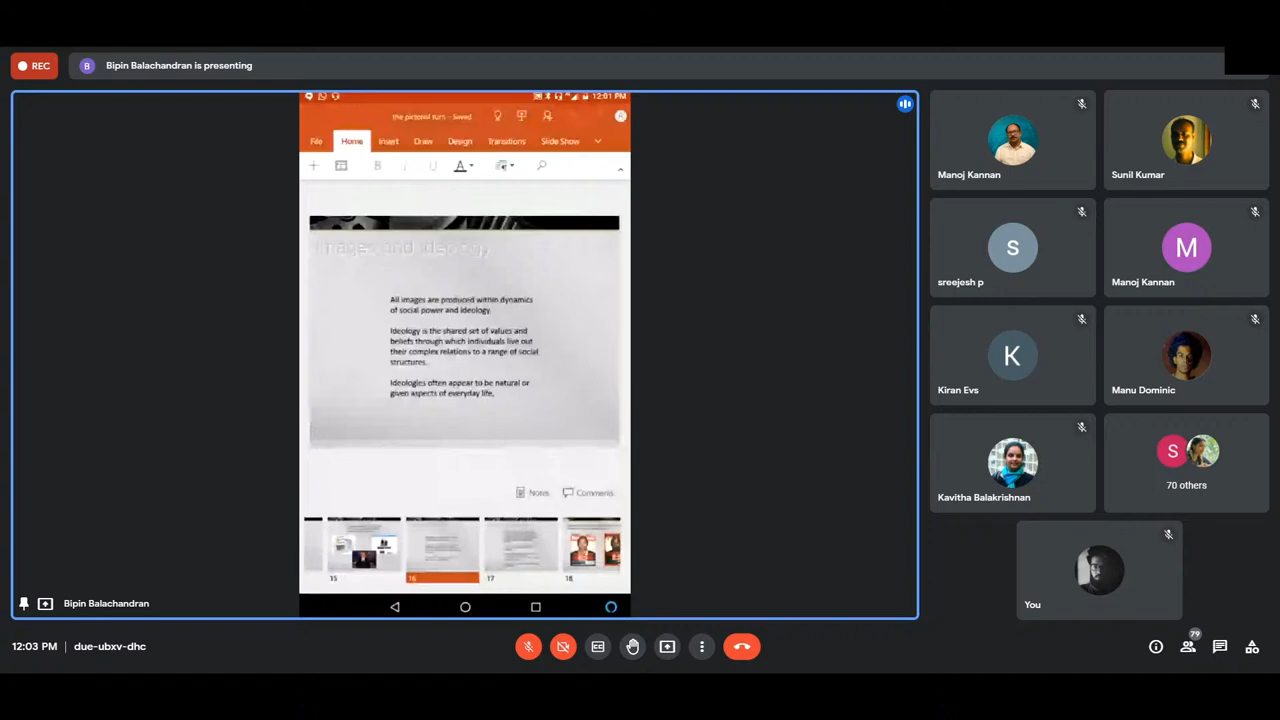 REC
B
Bipin Balachandran is presenting
12:01 PM
the pictorial turn – Saved
File Home Insert Draw Design Transitions Slide Show
B I U A
Images and Ideology
All images are produced within dynamics
of social power and ideology.
Ideology is the shared set of values and
beliefs through which individuals live out
their complex relations to a range of social
structures.
Ideologies often appear to be natural or
given aspects of everyday life,
Notes Comments
15 16 17 18
Bipin Balachandran
Manoj Kannan
Sunil Kumar
S
sreejesh p
M
Manoj Kannan
K
Kiran Evs
Manu Dominic
Kavitha Balakrishnan
S
70 others
You
12:03 PM due-ubxv-dhc
79